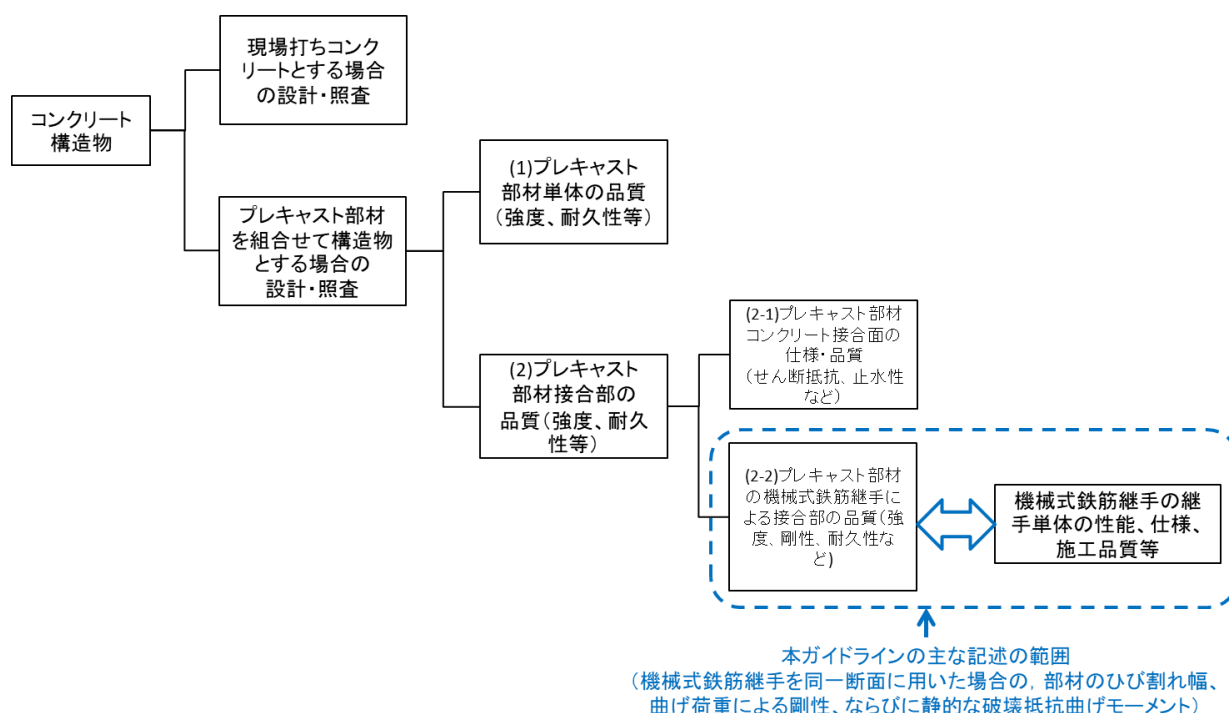 現場打ちコンク
リートとする場合
の設計・照査
コンクリート
構造物
プレキャスト部材
を組合せて構造物
とする場合の
設計・照査
(1)プレキャスト
部材単体の品質
(強度、耐久性等)
(2)プレキャスト
部材接合部の
品質(強度、耐久
性等)
(2-1)プレキャスト部材
コンクリート接合面の
仕様・品質
(せん断抵抗、止水性
など)
(2-2)プレキャスト部材
の機械式鉄筋継手によ
る接合部の品質(強
度、剛性、耐久性な
ど)
機械式鉄筋継手の継
手単体の性能、仕様、
施工品質等
本ガイドラインの主な記述の範囲
(機械式鉄筋継手を同一断面に用いた場合の, 部材のひび割れ幅、
曲げ荷重による剛性、ならびに静的な破壊抵抗曲げモーメント)